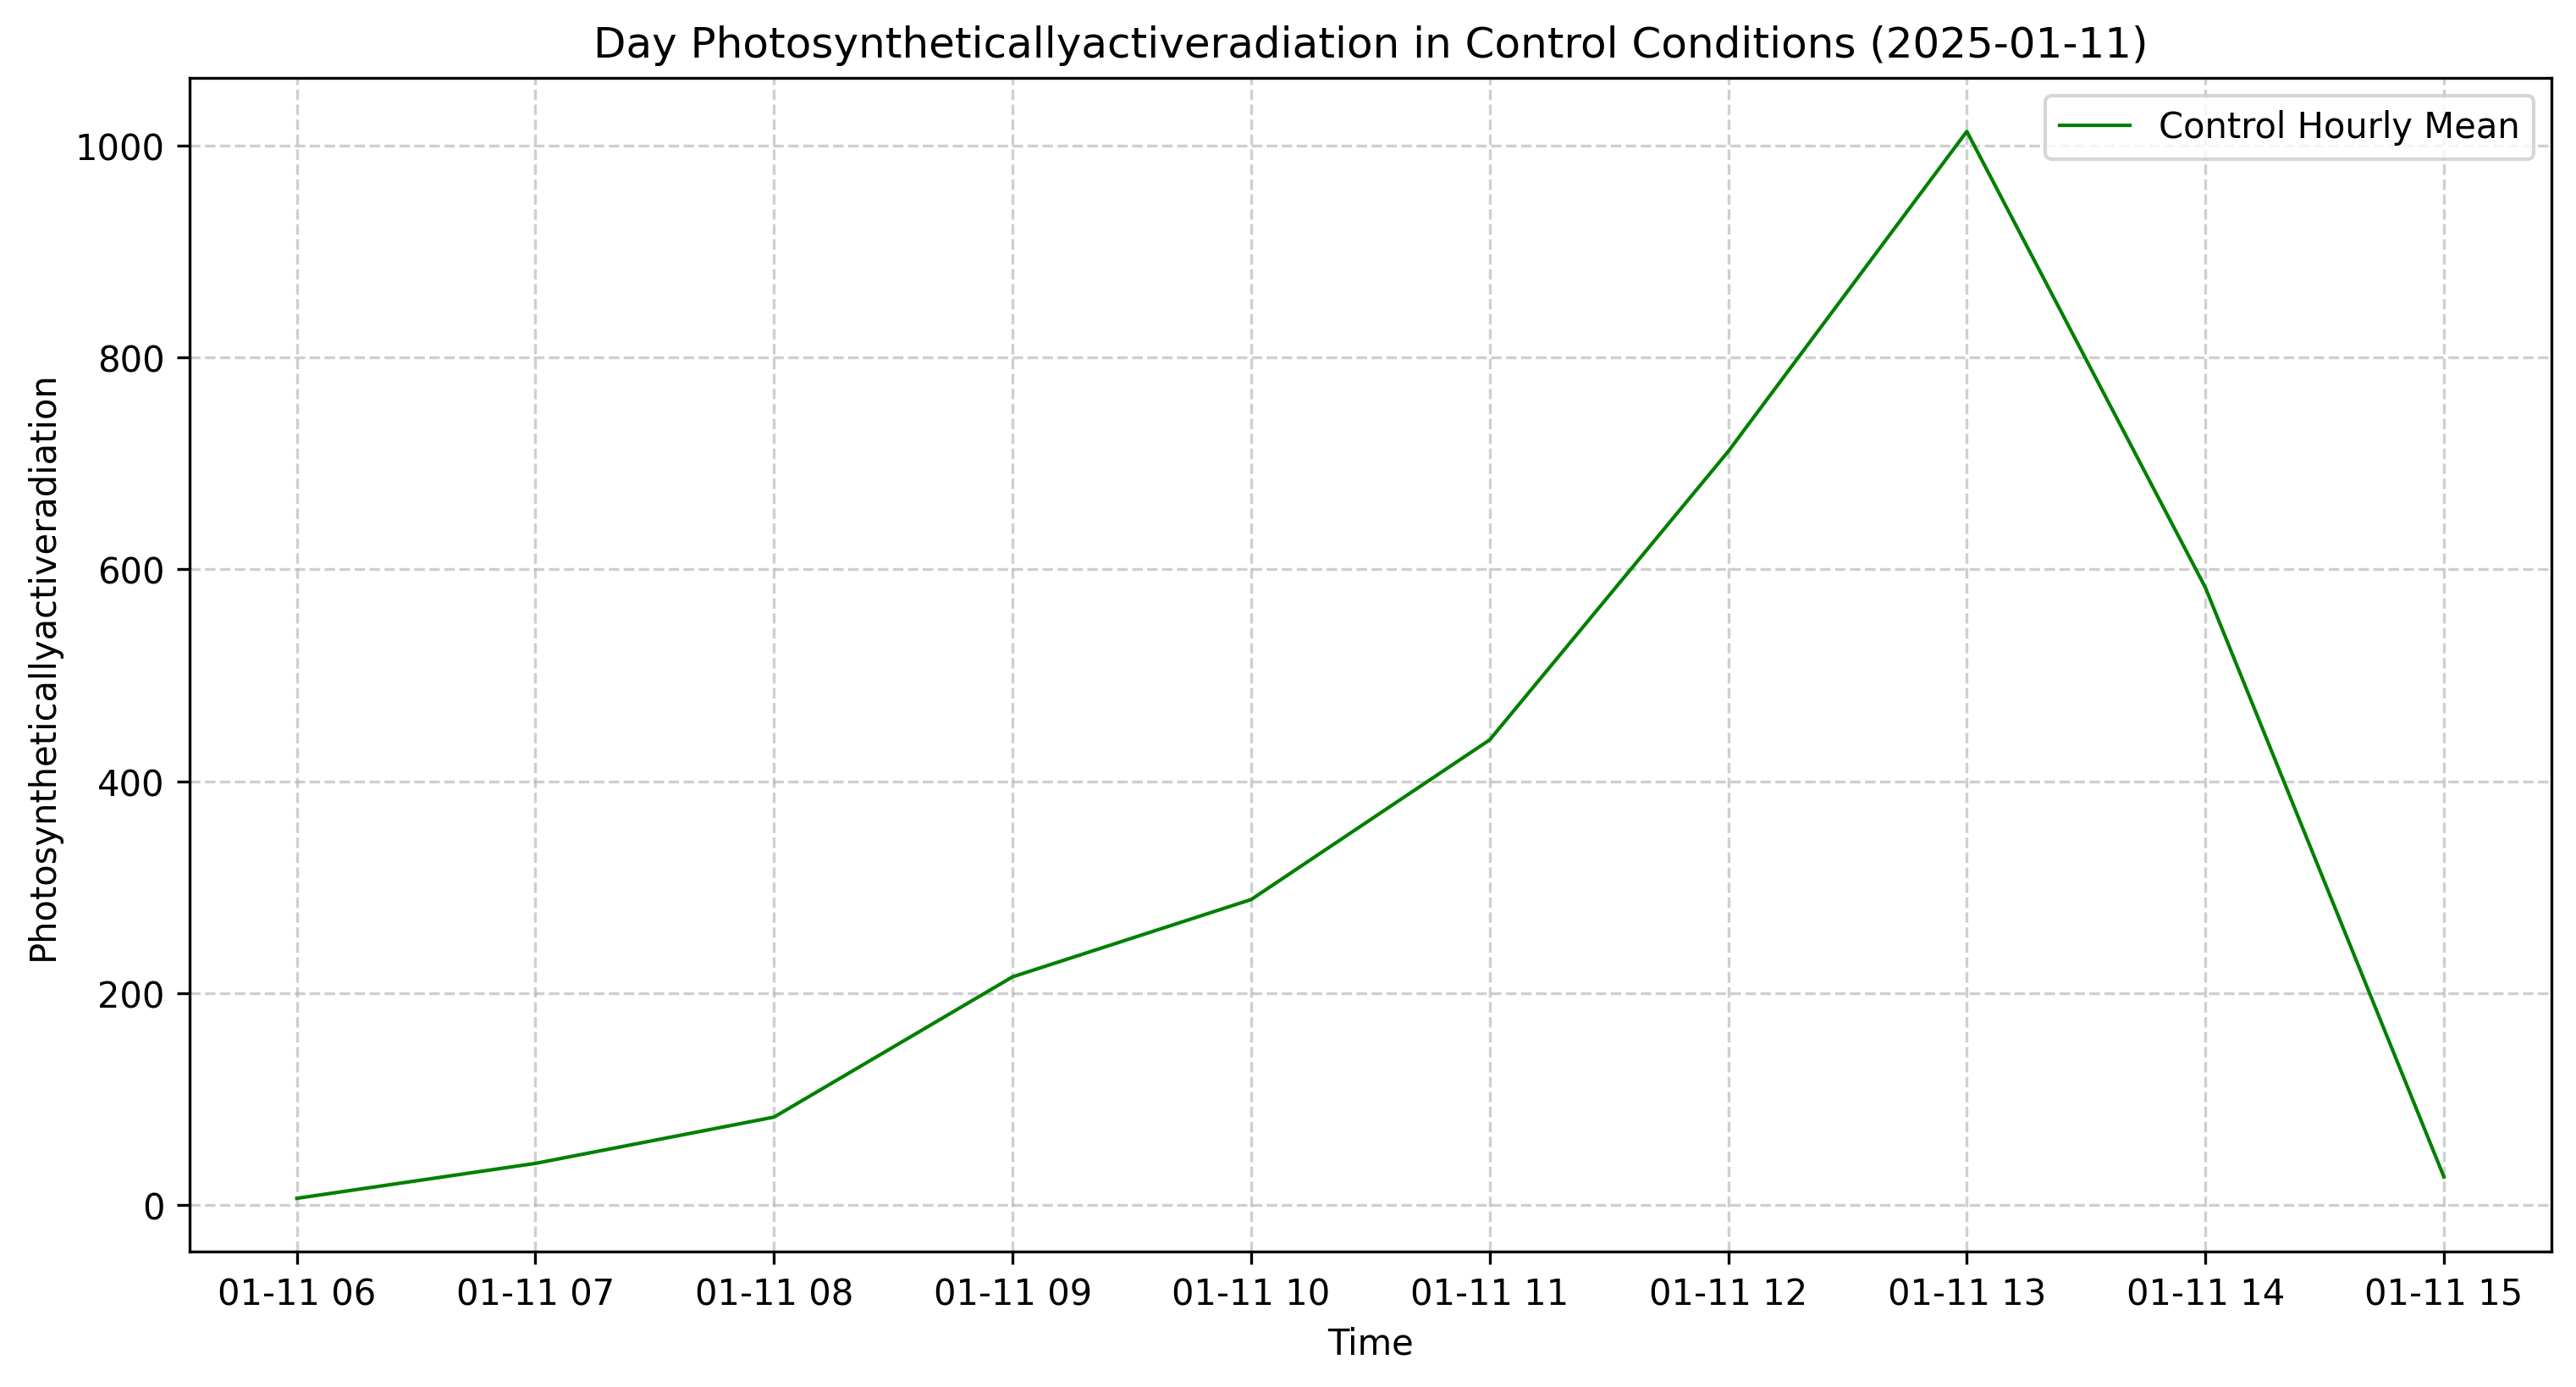 Day Photosyntheticallyactiveradiation in Control Conditions (2025-01-11)
Control Hourly Mean
Photosyntheticallyactiveradiation
1000
800
600
400
200
0
01-11 06 01-11 07 01-11 08 01-11 09 01-11 10 01-11 11 01-11 12 01-11 13 01-11 14 01-11 15
Time